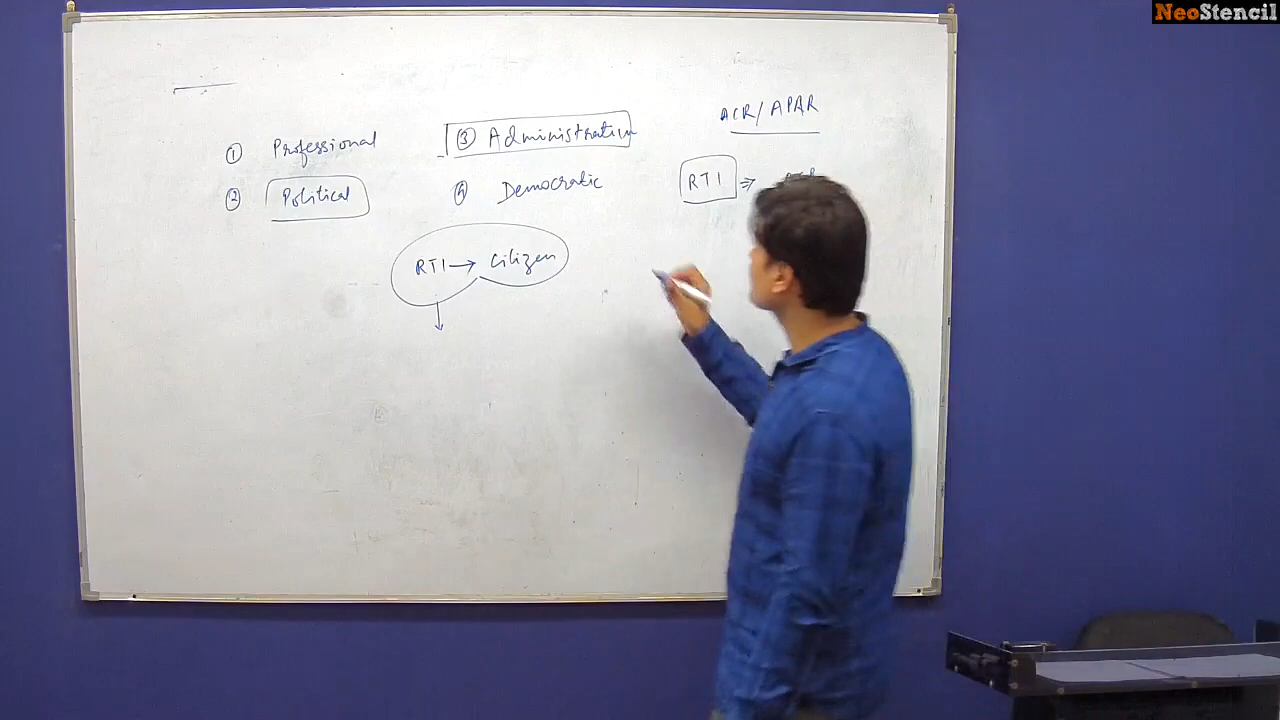 NeoStencil
ACR/APAR
① Professional
③ Administration
② Political
④ Democratic
RTI ⇒
RTI → Citizen